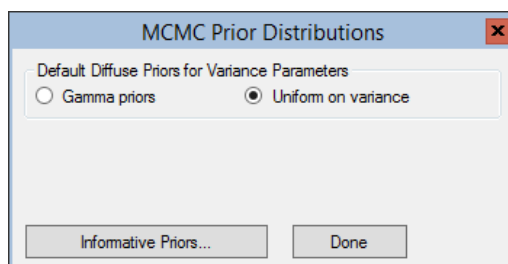 MCMC Prior Distributions
Default Diffuse Priors for Variance Parameters
Gamma priors Uniform on variance
Informative Priors... Done